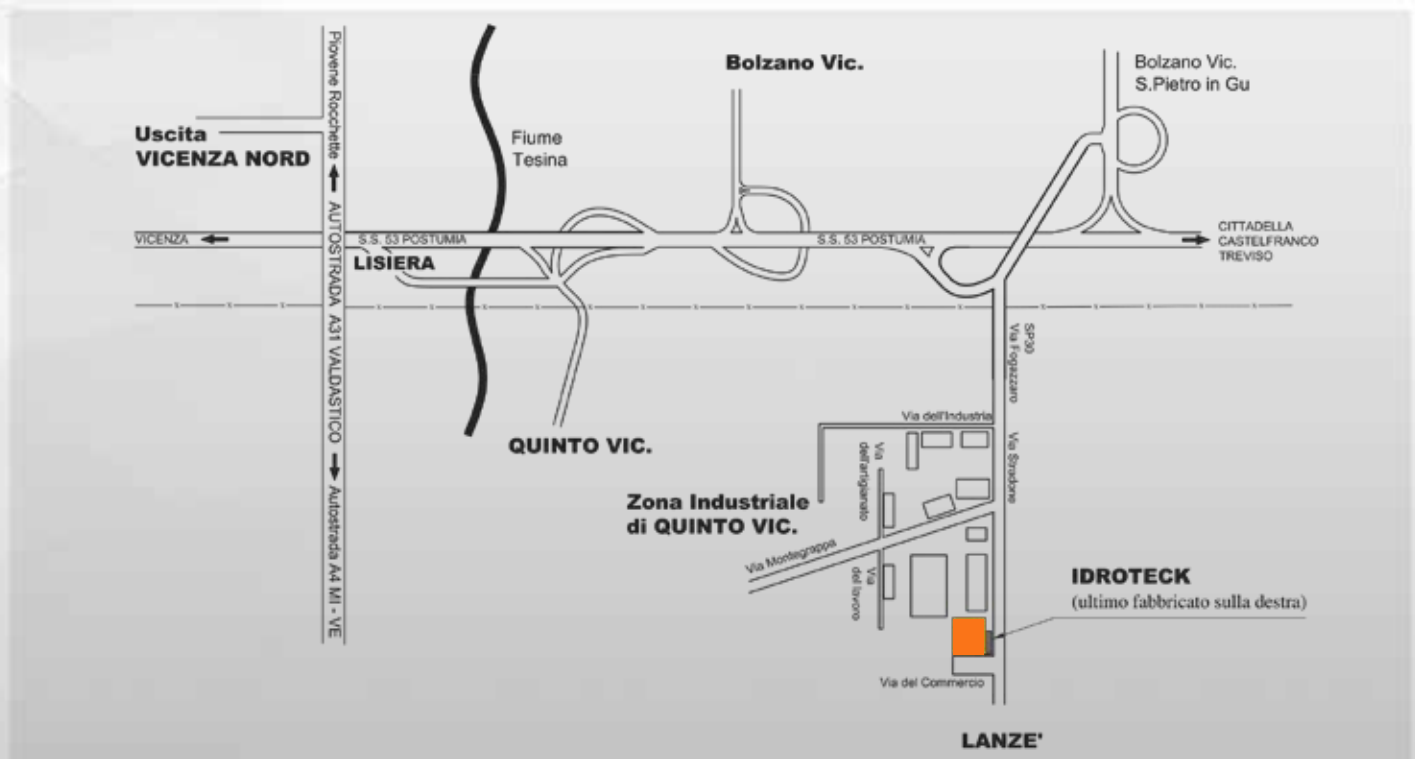 Piovene Rocchette
AUTOSTRADA A31 VALDASTICO
Autostrada A4 MI - VE
Uscita
VICENZA NORD
VICENZA
Fiume
Tesina
Bolzano Vic.
Bolzano Vic.
S.Pietro in Gu
S.S. 53 POSTUMIA
S.S. 53 POSTUMIA
LISIERA
CITTADELLA
CASTELFRANCO
TREVISO
QUINTO VIC.
SP30
Via Fogazzaro
Via Stradone
Via dell'Industria
Via
dell'artigianato
Zona Industriale
di QUINTO VIC.
Via Montegrappa
Via
del lavoro
IDROTECK
(ultimo fabbricato sulla destra)
Via del Commercio
LANZE'